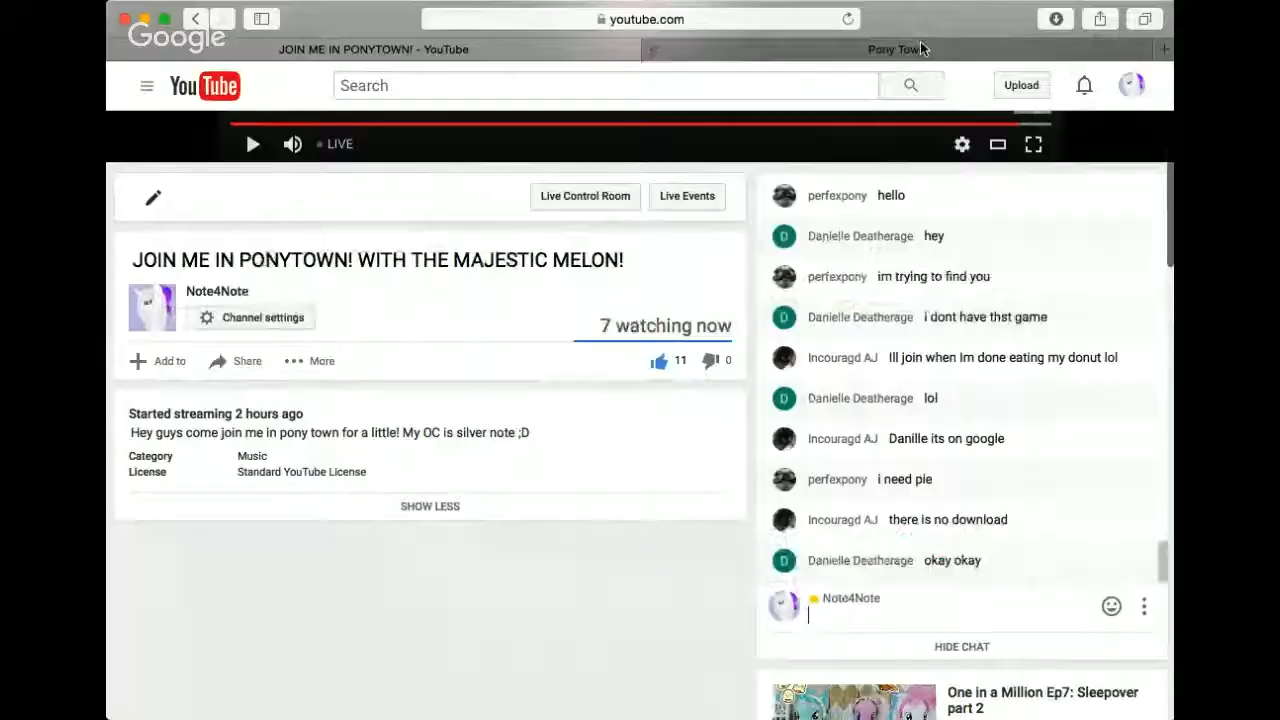 Google
youtube.com
JOIN ME IN PONYTOWN! - YouTube
Pony Tow
YouTube
Search
Upload
LIVE
Live Control Room
Live Events
JOIN ME IN PONYTOWN! WITH THE MAJESTIC MELON!
Note4Note
Channel settings
7 watching now
Add to
Share
More
11
0
Started streaming 2 hours ago
Hey guys come join me in pony town for a little! My OC is silver note ;D
Category Music
License Standard YouTube License
SHOW LESS
perfexpony hello
D Danielle Deatherage hey
perfexpony im trying to find you
D Danielle Deatherage i dont have thst game
Incouragd AJ Ill join when Im done eating my donut lol
D Danielle Deatherage lol
Incouragd AJ Danille its on google
perfexpony i need pie
Incouragd AJ there is no download
D Danielle Deatherage okay okay
Note4Note
HIDE CHAT
One in a Million Ep7: Sleepover
part 2